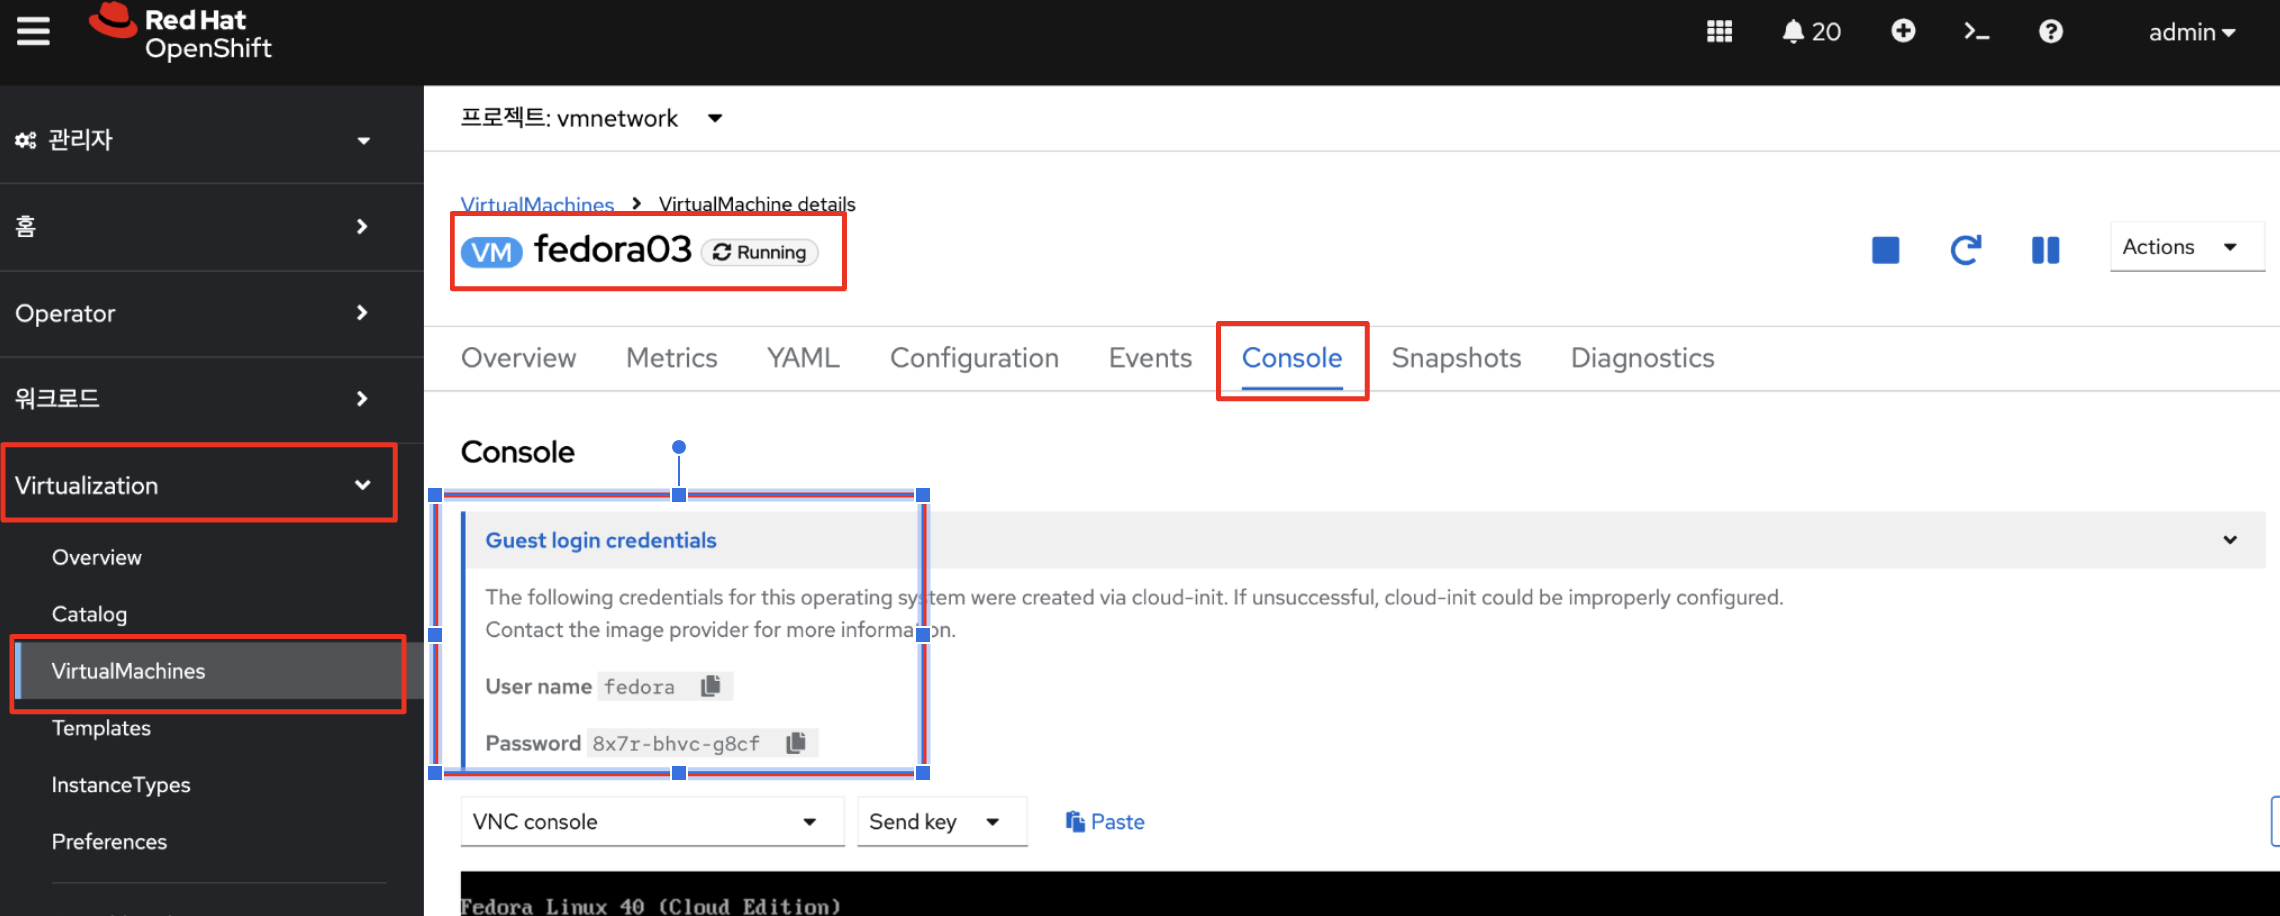 Red Hat
OpenShift
20
admin
관리자
홈
Operator
워크로드
Virtualization
Overview
Catalog
VirtualMachines
Templates
InstanceTypes
Preferences
프로젝트: vmnetwork
VirtualMachines > VirtualMachine details
VM fedora03 Running
Actions
Overview Metrics YAML Configuration Events Console Snapshots Diagnostics
Console
Guest login credentials
The following credentials for this operating system were created via cloud-init. If unsuccessful, cloud-init could be improperly configured.
Contact the image provider for more information.
User name fedora
Password 8x7r-bhvc-g8cf
VNC console Send key Paste
Fedora Linux 40 (Cloud Edition)